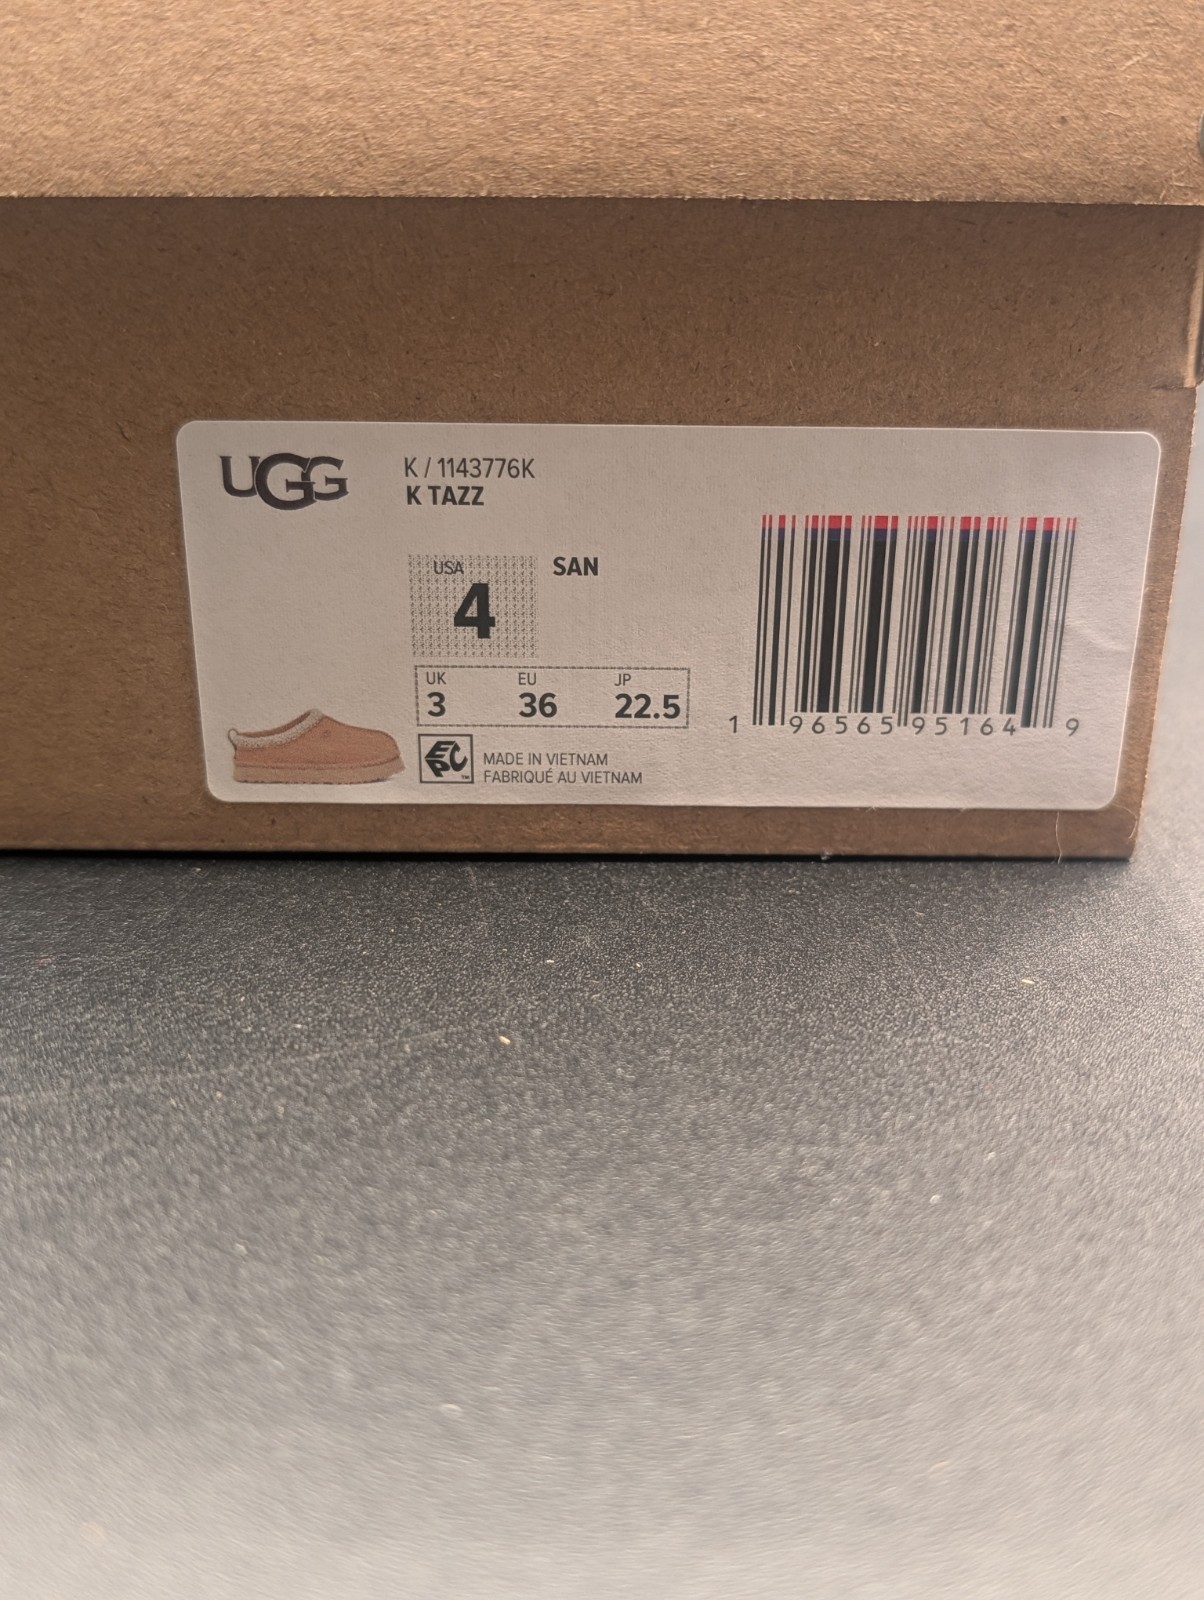 UGG
K / 1143776K
K TAZZ
USA
4
SAN
UK EU JP
3 36 22.5
EPC™
MADE IN VIETNAM
FABRIQUÉ AU VIETNAM
1 96565 95164 9